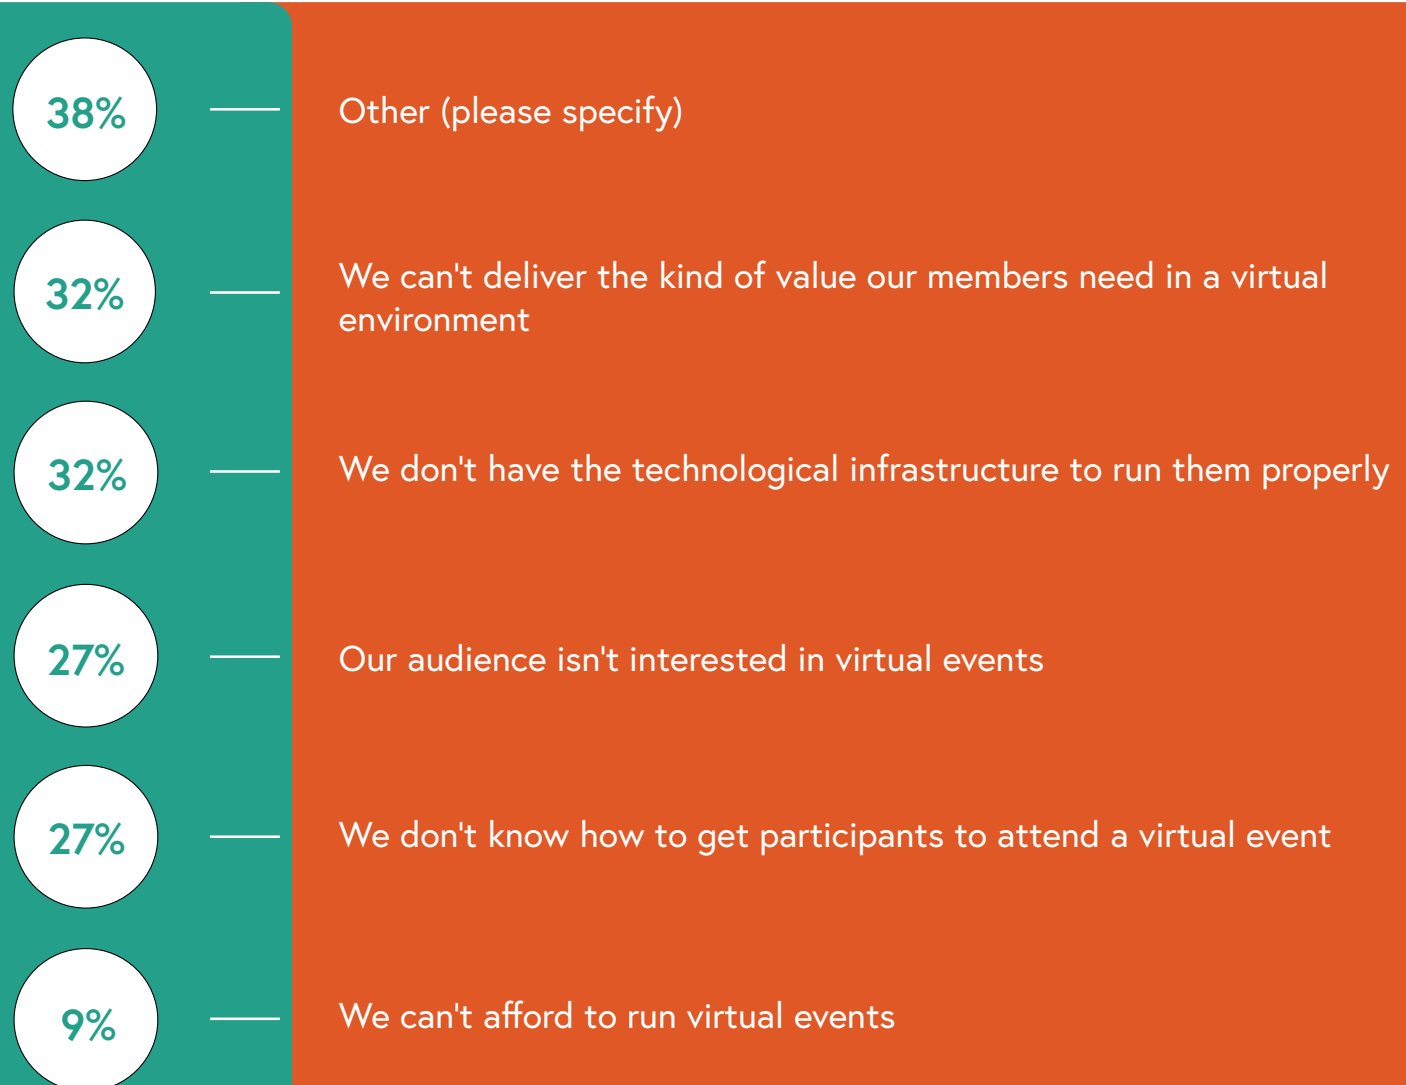 38%
Other (please specify)
32%
We can't deliver the kind of value our members need in a virtual
environment
32%
We don't have the technological infrastructure to run them properly
27%
Our audience isn't interested in virtual events
27%
We don't know how to get participants to attend a virtual event
9%
We can't afford to run virtual events